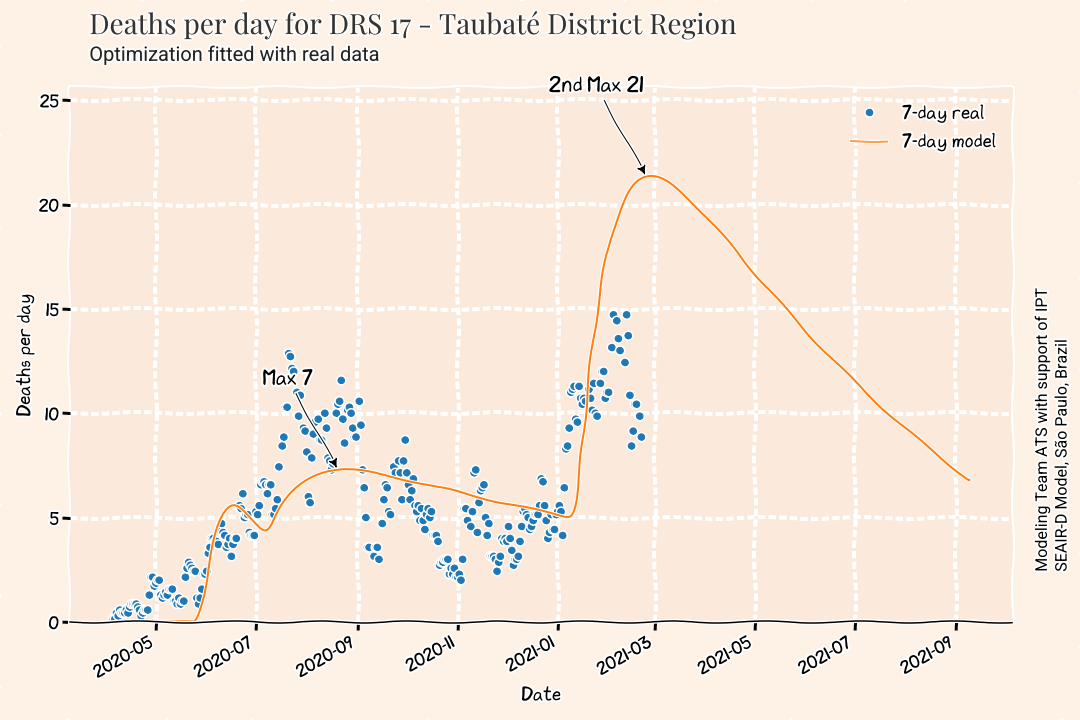 Deaths per day for DRS 17 - Taubaté District Region
Optimization fitted with real data
2nd Max 21
7-day real
7-day model
Max 7
25
20
15
10
5
0
Deaths per day
2020-05
2020-07
2020-09
2020-11
2021-01
2021-03
2021-05
2021-07
2021-09
Date
Modeling Team ATS with support of IPT
SEAIR-D Model, São Paulo, Brazil